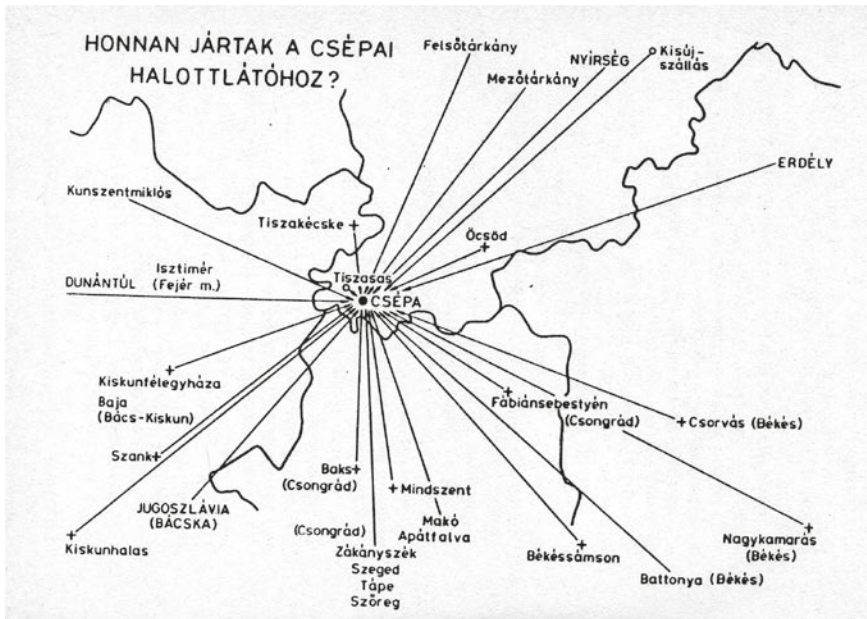 HONNAN JÁRTAK A CSÉPAI
HALOTTLÁTÓHOZ?
Felsőtárkány
Mezőtárkány
NYÍRSÉG
Kisúj-
szállás
ERDÉLY
Kunszentmiklós
Tiszakécske
Öcsöd
DUNÁNTÚL
Isztimér
(Fejér m.)
Tiszasas
CSÉPA
Kiskunfélegyháza
Baja
(Bács-Kiskun)
Szank
Fábiánsebestyén
(Csongrád)
Csorvás (Békés)
JUGOSZLÁVIA
(BÁCSKA)
Baks
(Csongrád)
Mindszent
Makó
Apátfalva
Kiskunhalas
(Csongrád)
Zákányszék
Szeged
Tápe
Szőreg
Békéssámson
Nagykamarás
(Békés)
Battonya (Békés)